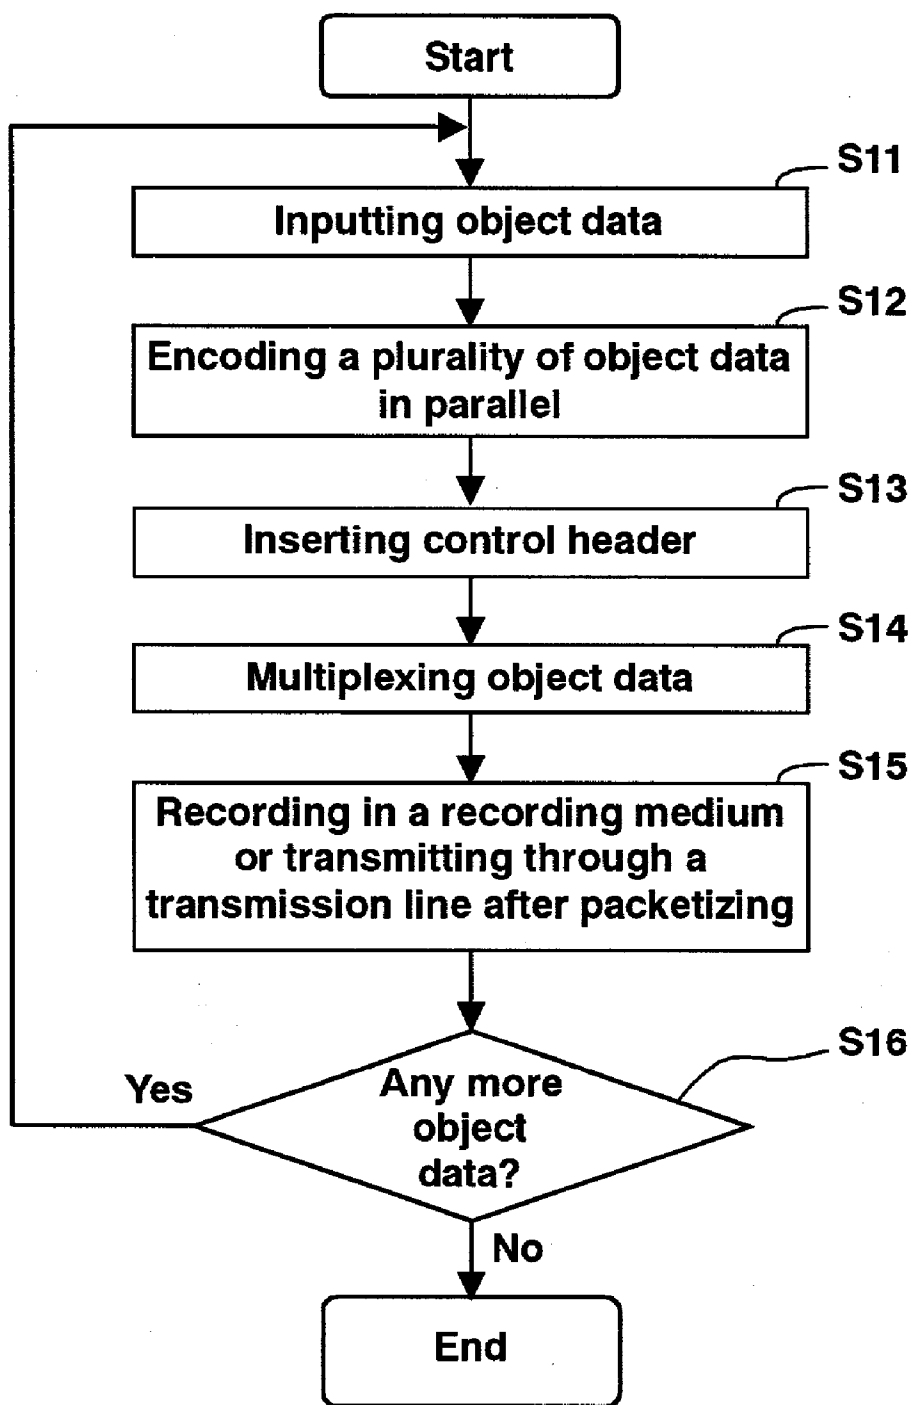 Start
S11
Inputting object data
S12
Encoding a plurality of object data
in parallel
S13
Inserting control header
S14
Multiplexing object data
S15
Recording in a recording medium
or transmitting through a
transmission line after packetizing
S16
Yes
Any more
object
data?
No
End